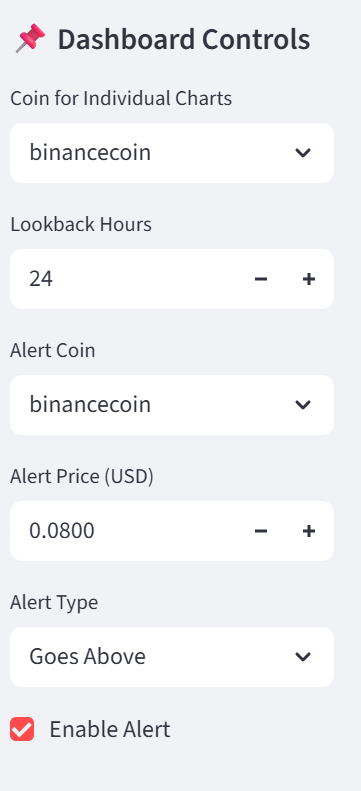 📌 Dashboard Controls
Coin for Individual Charts
binancecoin
Lookback Hours
24
Alert Coin
binancecoin
Alert Price (USD)
0.0800
Alert Type
Goes Above
Enable Alert